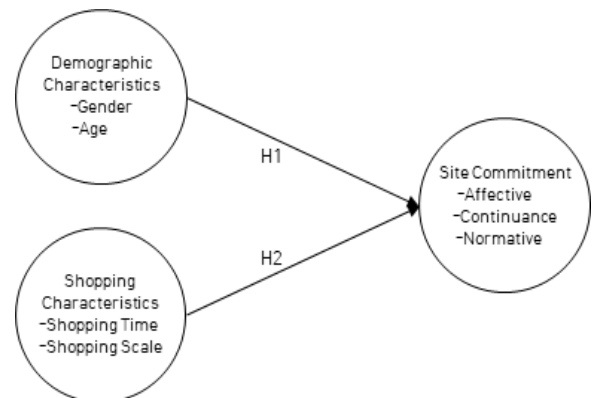 Demographic
Characteristics
-Gender
-Age
H1
Site Commitment
-Affective
-Continuance
-Normative
H2
Shopping
Characteristics
-Shopping Time
-Shopping Scale